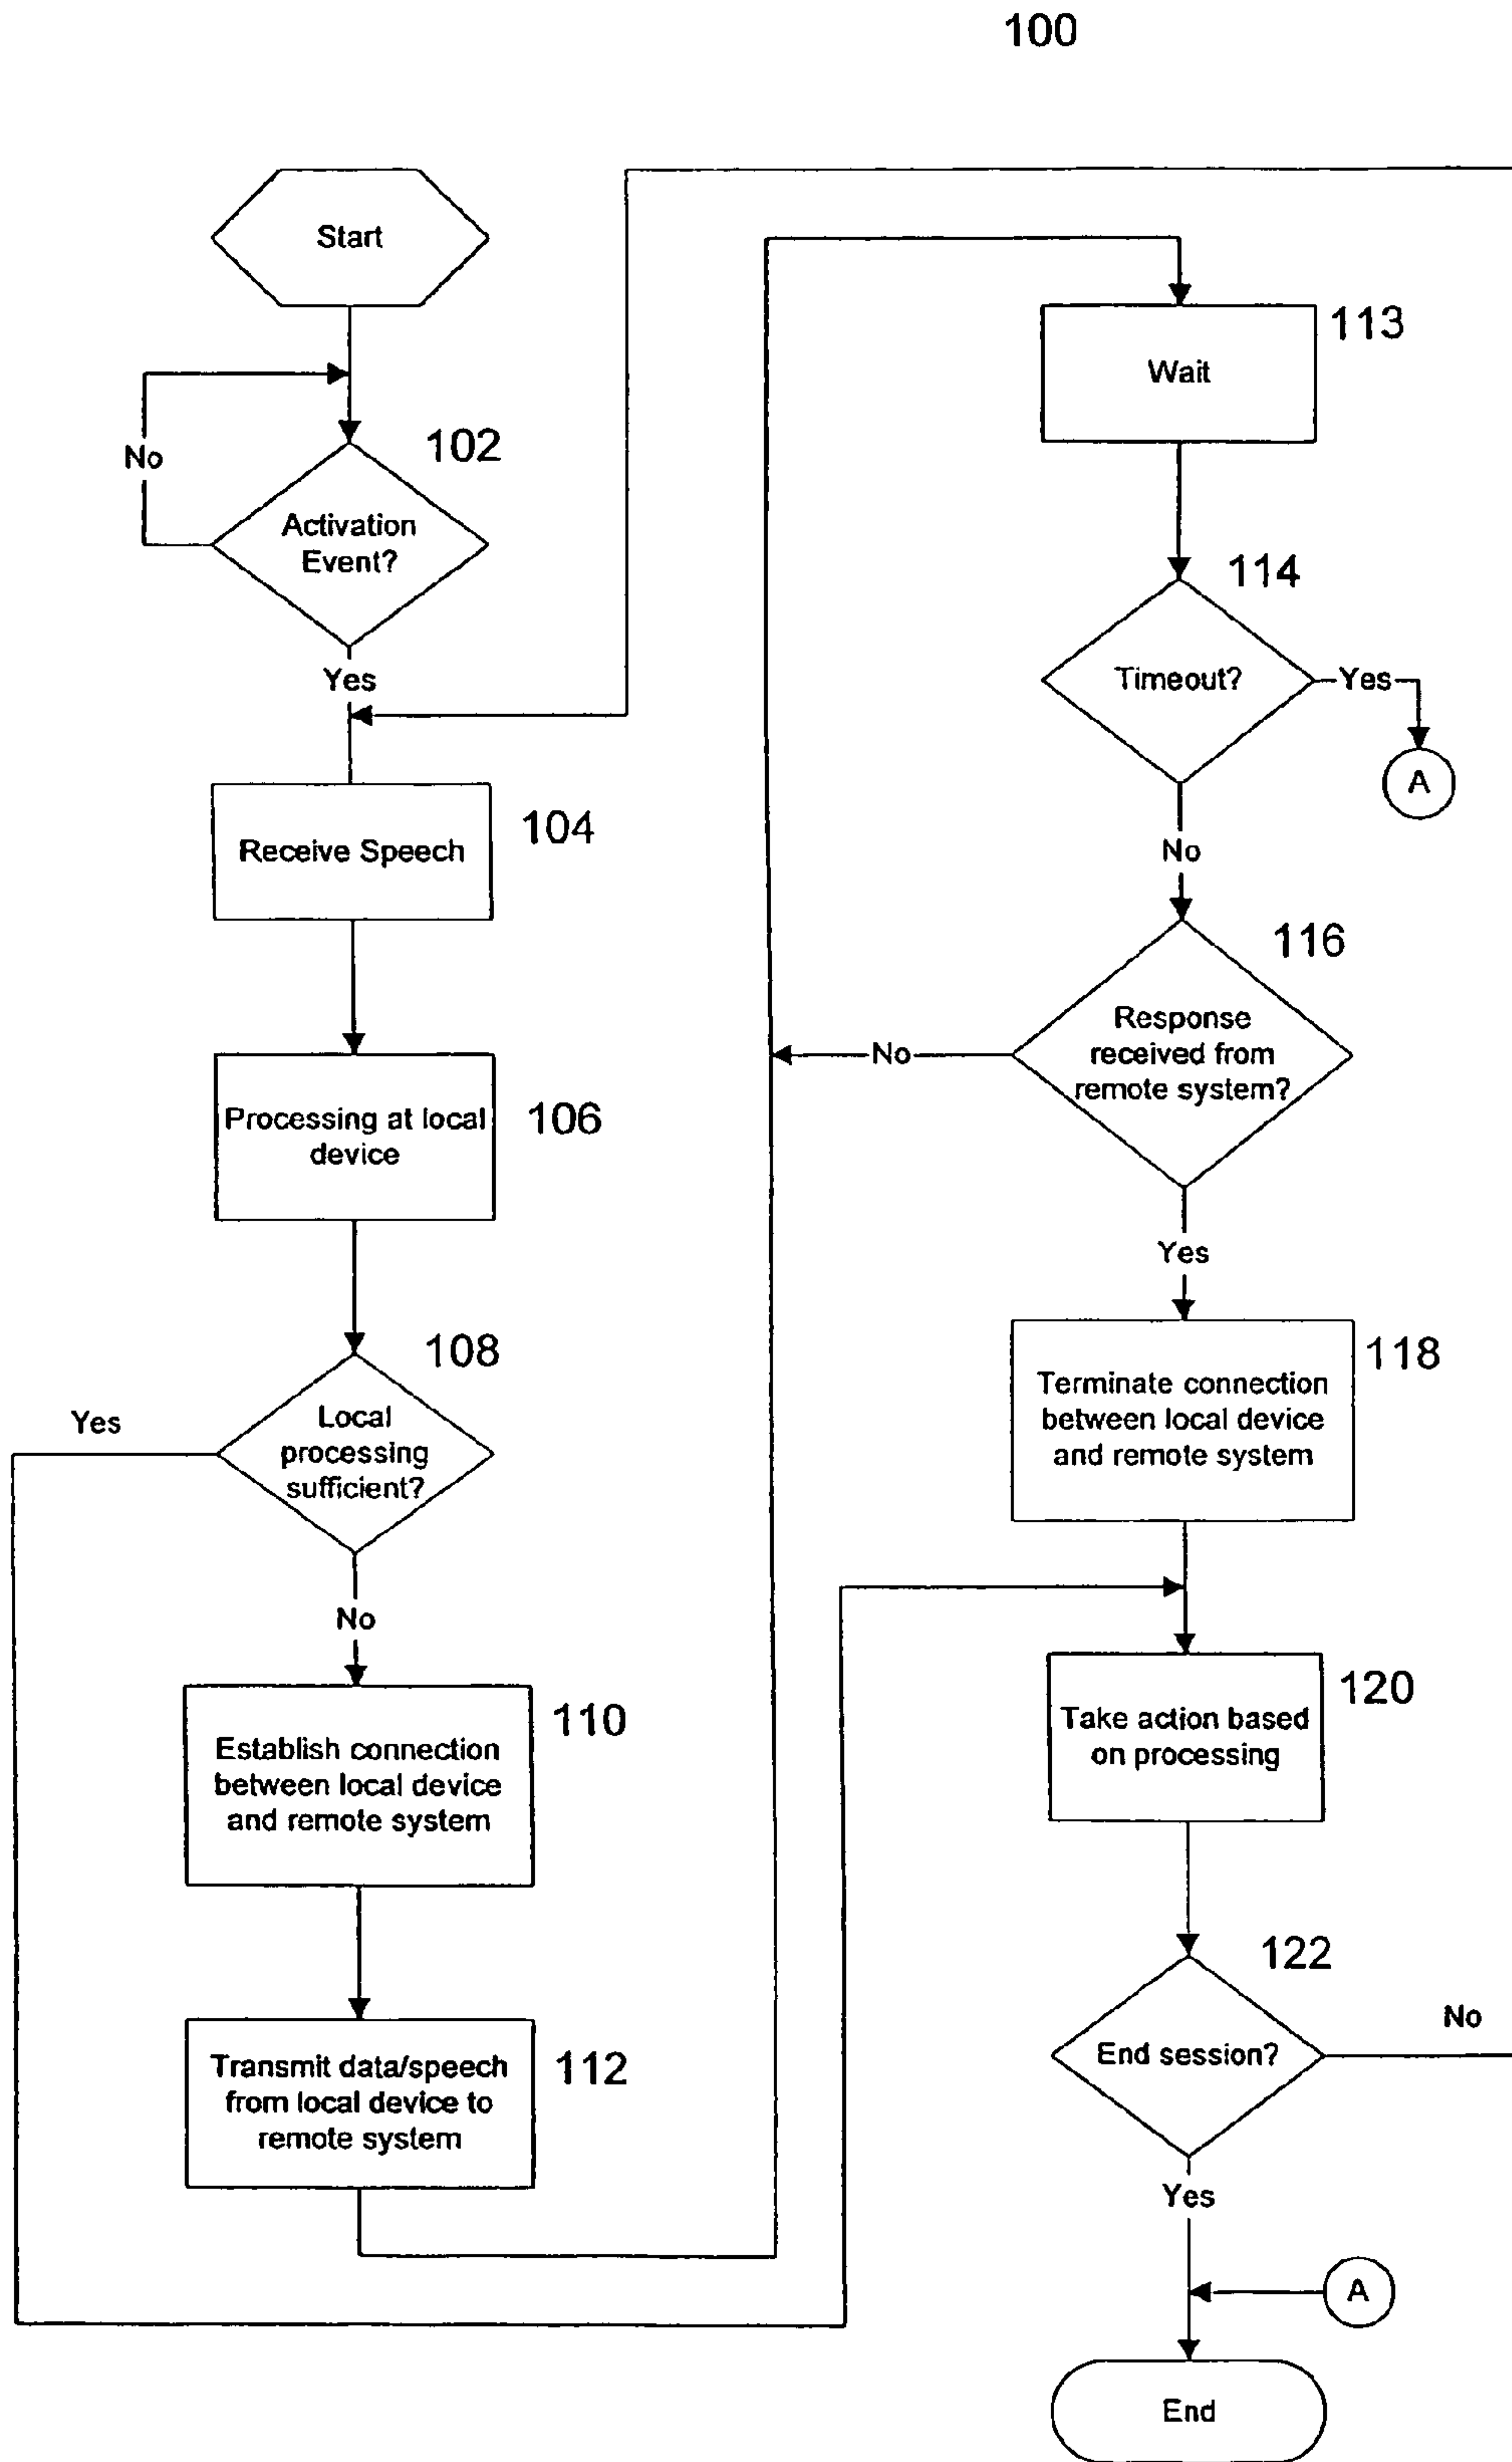 100
Start
No
102
Activation
Event?
Yes
Receive Speech
104
Processing at local
device
106
108
Yes
Local
processing
sufficient?
No
Establish connection
between local device
and remote system
110
Transmit data/speech
from local device to
remote system
112
Wait
113
114
Timeout?
Yes
A
No
116
Response
received from
remote system?
No
Yes
Terminate connection
between local device
and remote system
118
Take action based
on processing
120
122
End session?
No
Yes
A
End